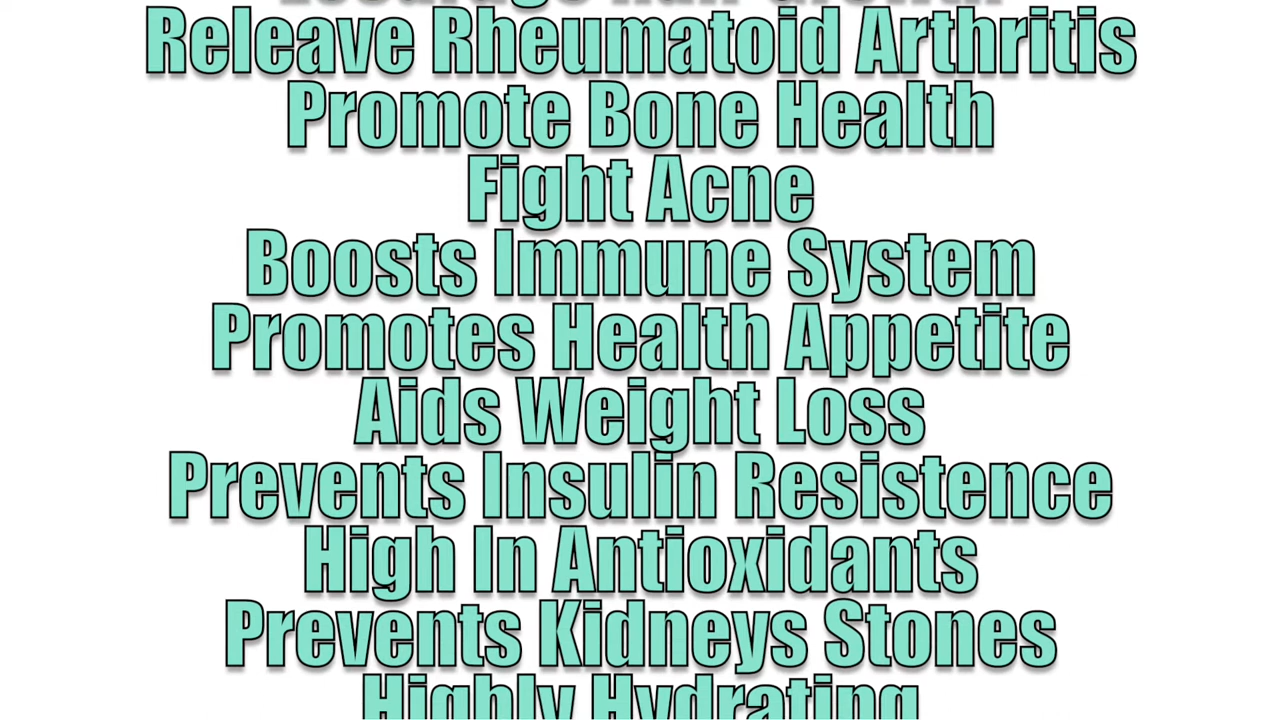 Releave Rheumatoid Arthritis
Promote Bone Health
Fight Acne
Boosts Immune System
Promotes Health Appetite
Aids Weight Loss
Prevents Insulin Resistence
High In Antioxidants
Prevents Kidneys Stones
Highly Hydrating